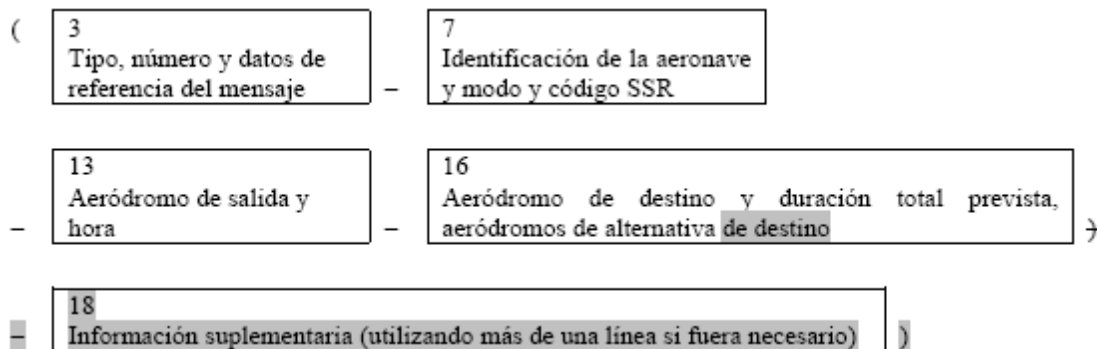 ( 3 7
Tipo, número y datos de Identificación de la aeronave
referencia del mensaje – y modo y código SSR
13 16
Aeródromo de salida y Aeródromo de destino y duración total prevista,
– hora – aeródromos de alternativa de destino )
18
– Información suplementaria (utilizando más de una línea si fuera necesario) )